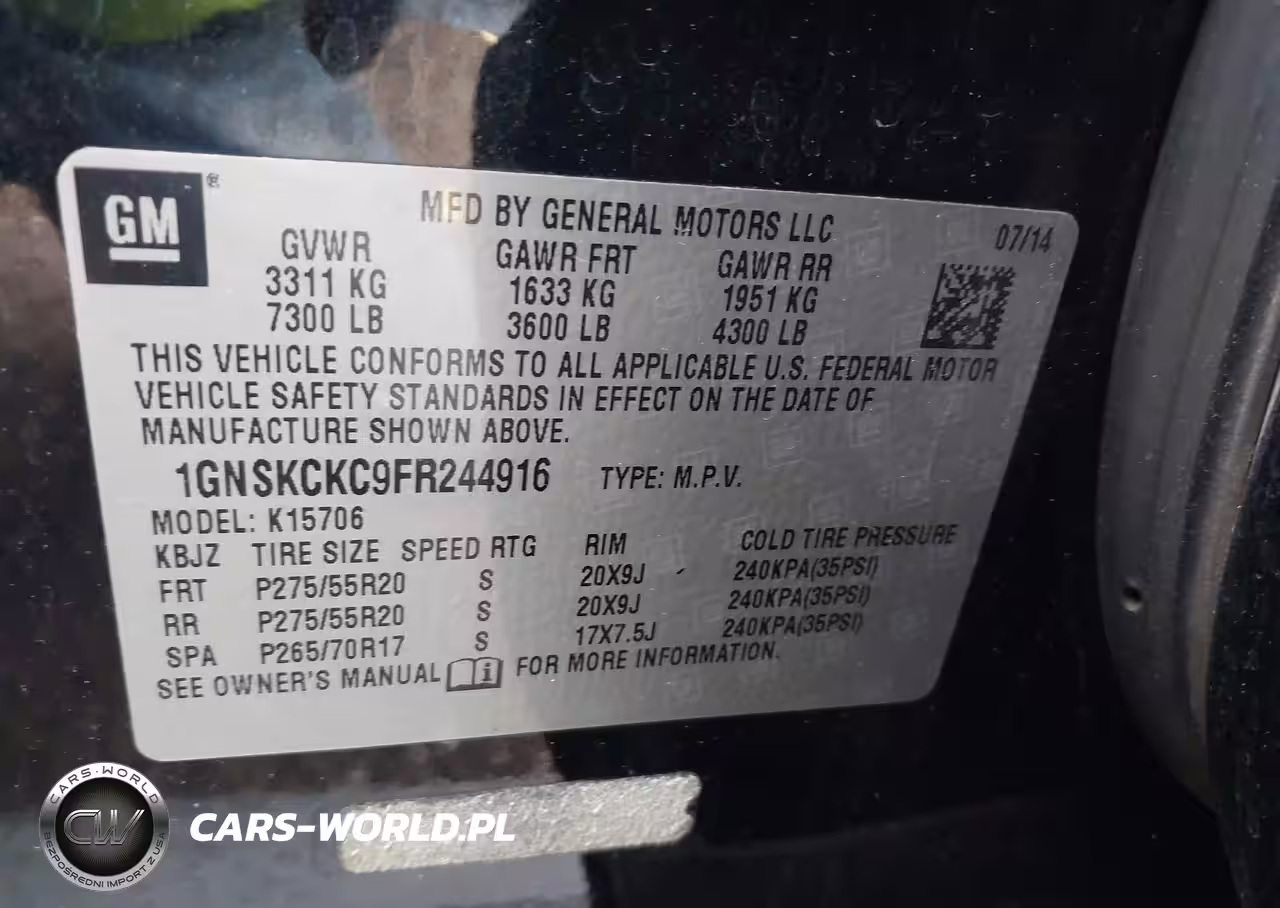 GM ®
MFD BY GENERAL MOTORS LLC
07/14
GVWR GAWR FRT GAWR RR
3311 KG 1633 KG 1951 KG
7300 LB 3600 LB 4300 LB
THIS VEHICLE CONFORMS TO ALL APPLICABLE U.S. FEDERAL MOTOR
VEHICLE SAFETY STANDARDS IN EFFECT ON THE DATE OF
MANUFACTURE SHOWN ABOVE.
1GNSKCKC9FR244916 TYPE: M.P.V.
MODEL: K15706
KBJZ TIRE SIZE SPEED RTG RIM COLD TIRE PRESSURE
FRT P275/55R20 S 20X9J 240KPA(35PSI)
RR P275/55R20 S 20X9J 240KPA(35PSI)
SPA P265/70R17 S 17X7.5J 240KPA(35PSI)
SEE OWNER'S MANUAL FOR MORE INFORMATION.
CARS-WORLD
CW
BEZPOŚREDNI IMPORT Z USA
CARS-WORLD.PL